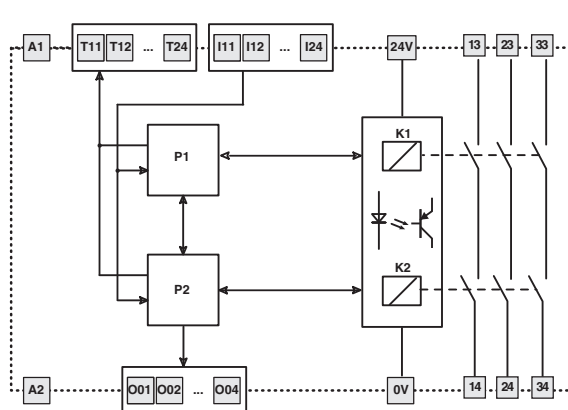 A1 T11 T12 ... T24 I11 I12 ... I24 24V 13 23 33
K1
P1
K2
P2
A2 O01 O02 ... O04 0V 14 24 34